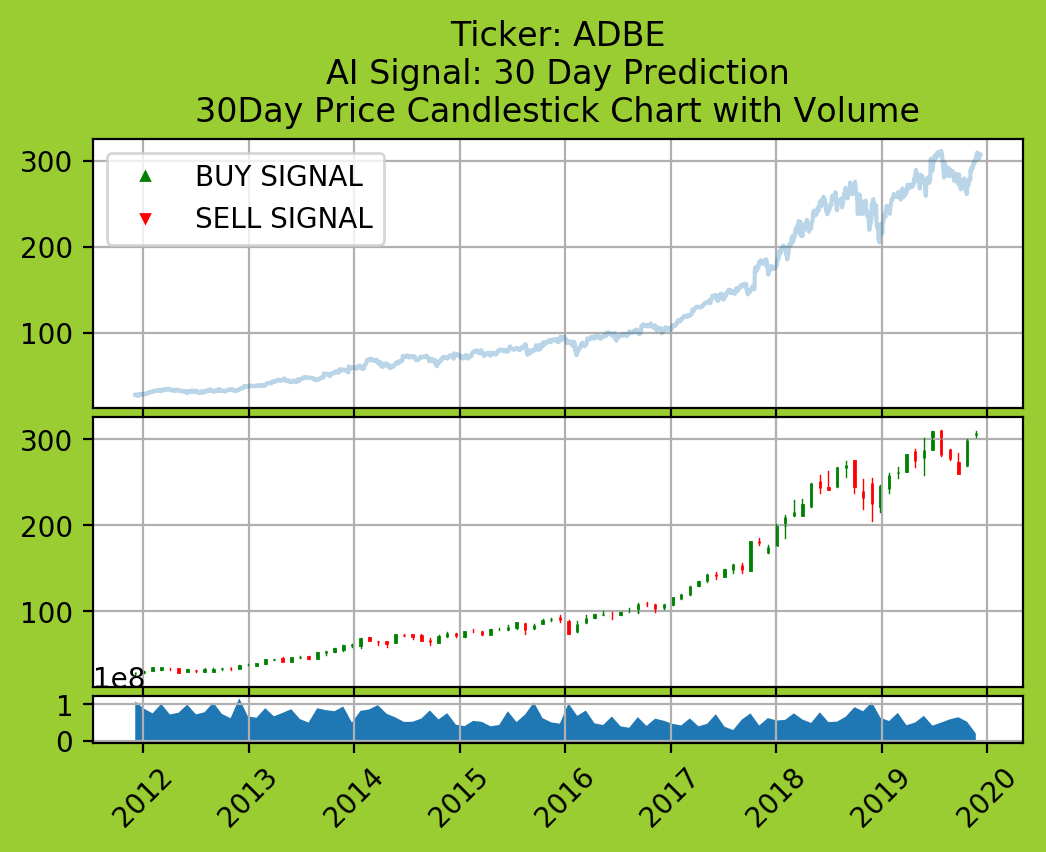 Ticker: ADBE
AI Signal: 30 Day Prediction
30Day Price Candlestick Chart with Volume
BUY SIGNAL
SELL SIGNAL
300
200
100
300
200
100
1e8
1
0
2012 2013 2014 2015 2016 2017 2018 2019 2020